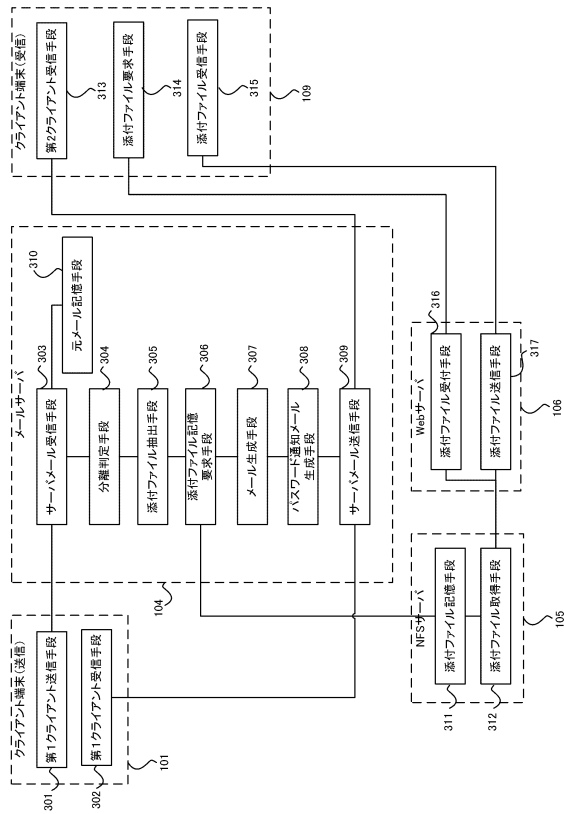 クライアント端末(送信)
第1クライアント送信手段
301
第1クライアント受信手段
302
101
メールサーバ
サーバメール受信手段
303
元メール記憶手段
310
分離判定手段
304
添付ファイル抽出手段
305
添付ファイル記憶
要求手段
306
メール生成手段
307
パスワード通知メール
生成手段
308
サーバメール送信手段
309
104
クライアント端末(受信)
第2クライアント受信手段
313
添付ファイル要求手段
314
添付ファイル受信手段
315
109
NFSサーバ
添付ファイル記憶手段
311
添付ファイル取得手段
312
105
Webサーバ
添付ファイル受付手段
316
添付ファイル送信手段
317
106